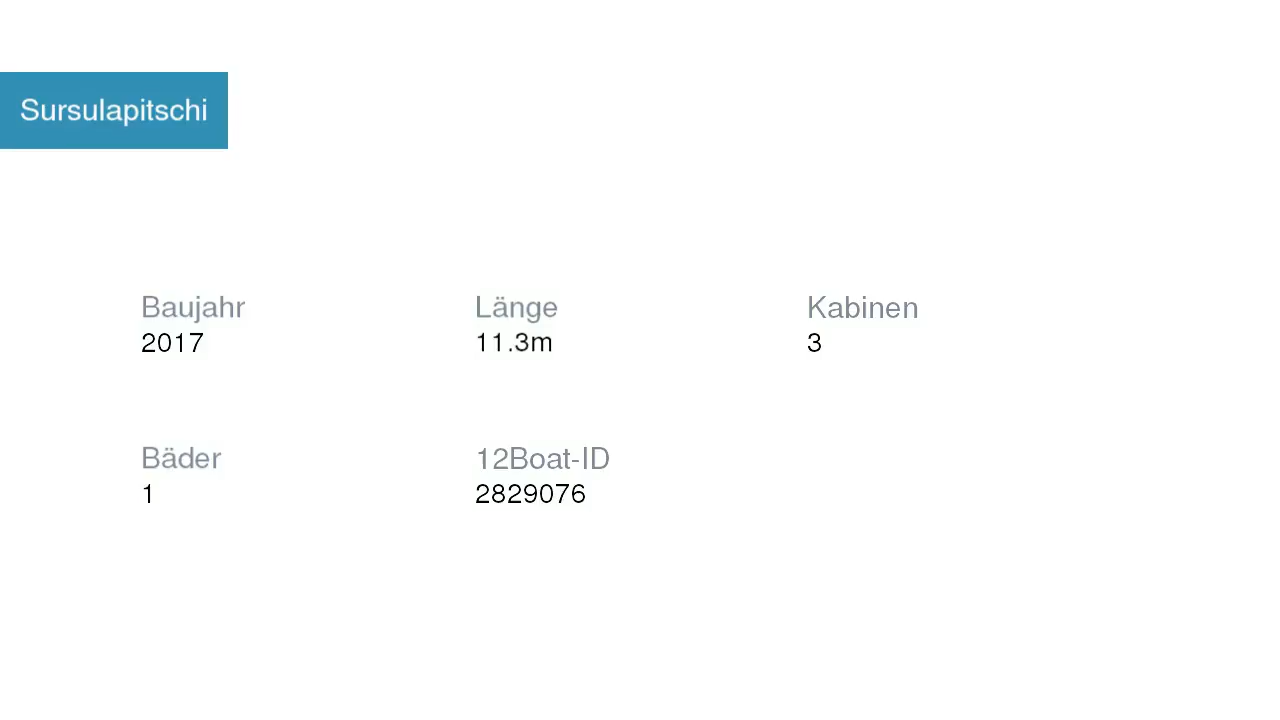 Sursulapitschi
Baujahr
2017
Länge
11.3m
Kabinen
3
Bäder
1
12Boat-ID
2829076